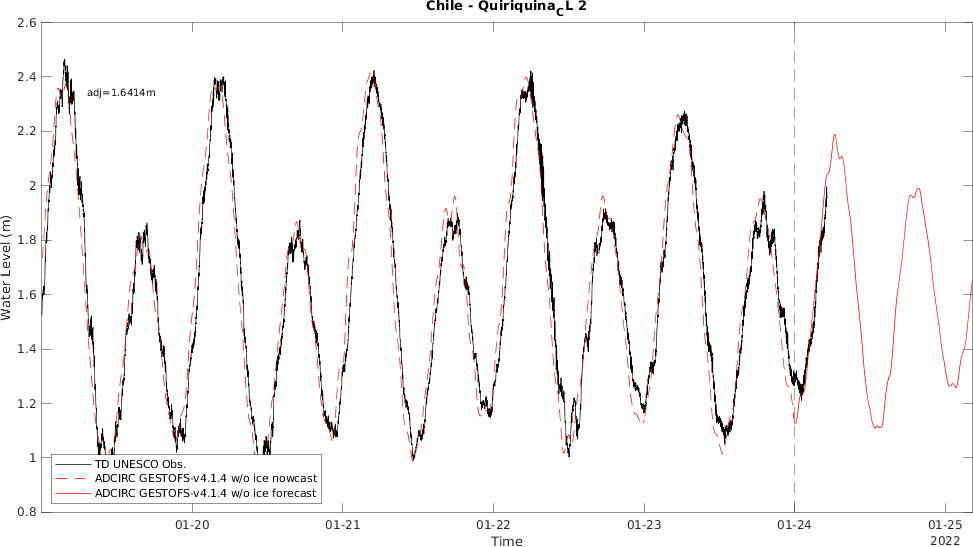 Chile - Quiriquina_CL 2
2.6
2.4
adj=1.6414m
2.2
2
1.8
Water Level (m)
1.6
1.4
1.2
1
TD UNESCO Obs.
ADCIRC GESTOFS-v4.1.4 w/o ice nowcast
ADCIRC GESTOFS-v4.1.4 w/o ice forecast
0.8
01-20 01-21 01-22 01-23 01-24 01-25
Time 2022